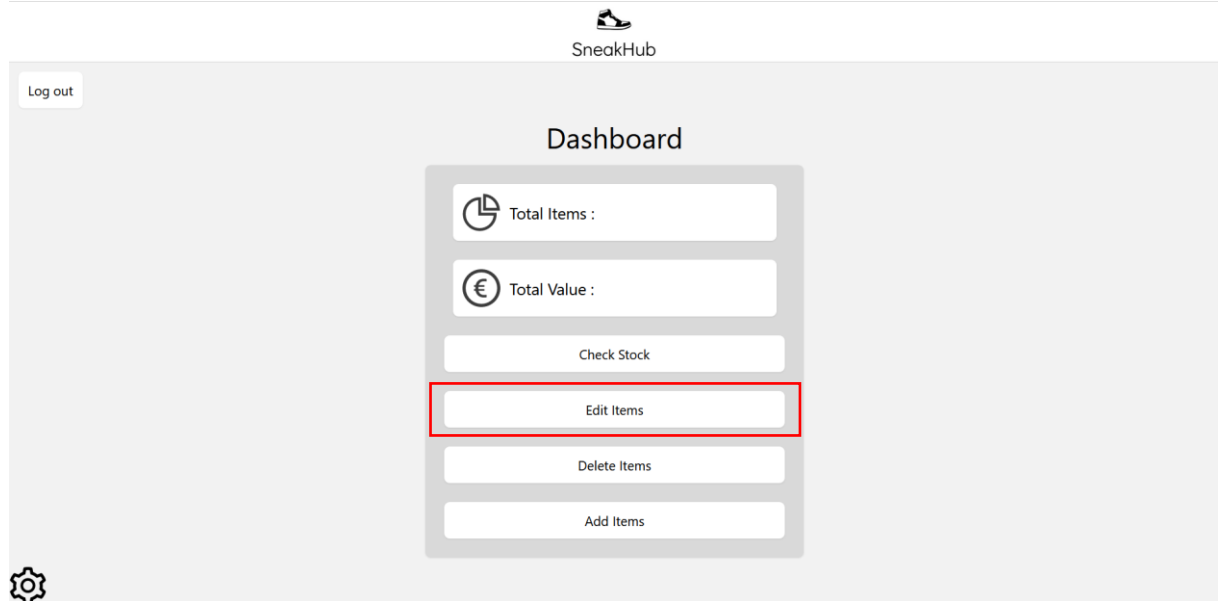 SneakHub
Log out
Dashboard
Total Items :
€ Total Value :
Check Stock
Edit Items
Delete Items
Add Items